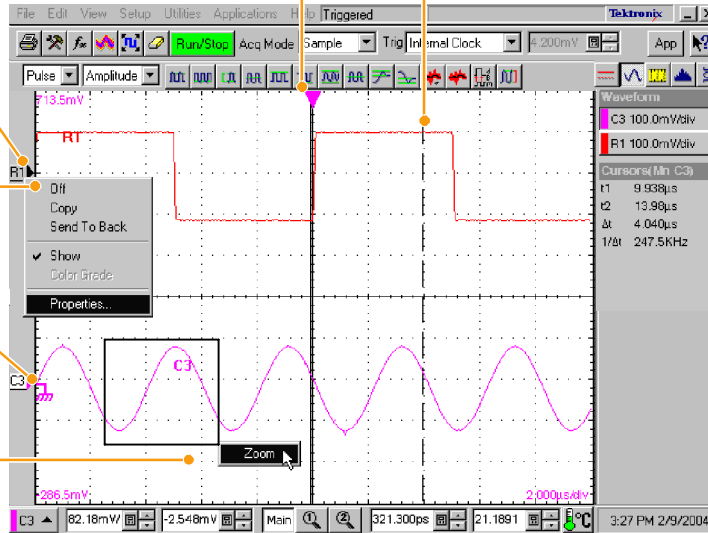 File Edit View Setup Utilities Applications Help Triggered Tektronix
Run/Stop Acq Mode Sample Trig Internal Clock 4.200mV App
Pulse Amplitude
713.5mV
R1
R1
Off
Copy
Send To Back
Show
Color Grade
Properties...
C3
C3
Zoom
-286.5mV
2.000us/div
Waveform
C3 100.0mV/div
R1 100.0mV/div
Cursors(Mn C3)
t1 9.938µs
t2 13.98µs
Δt 4.040µs
1/Δt 247.5KHz
C3 82.18mV/ -2.548mV Main 1 2 321.300ps 21.1891 °C 3:27 PM 2/9/2004